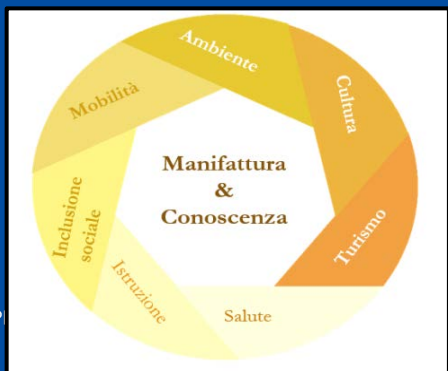 Ambiente
Cultura
Turismo
Salute
Istruzione
Inclusione
sociale
Mobilità
Manifattura
&
Conoscenza